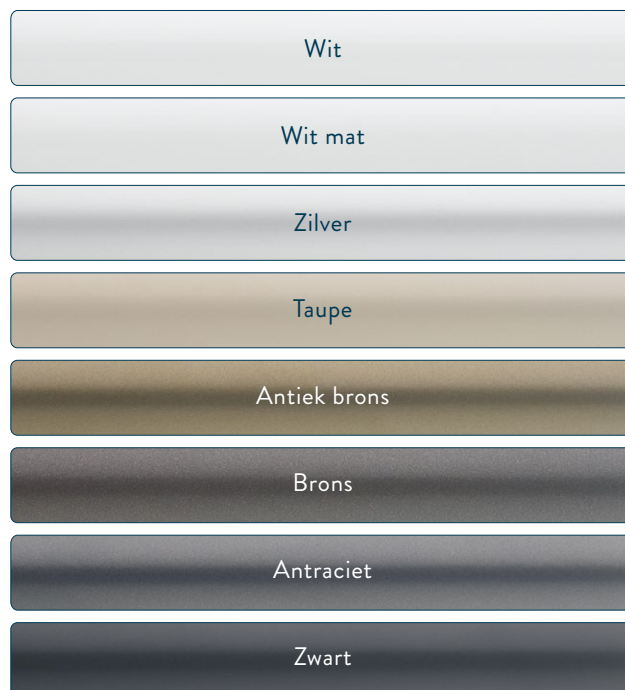 Wit
Wit mat
Zilver
Taupe
Antiek brons
Brons
Antraciet
Zwart